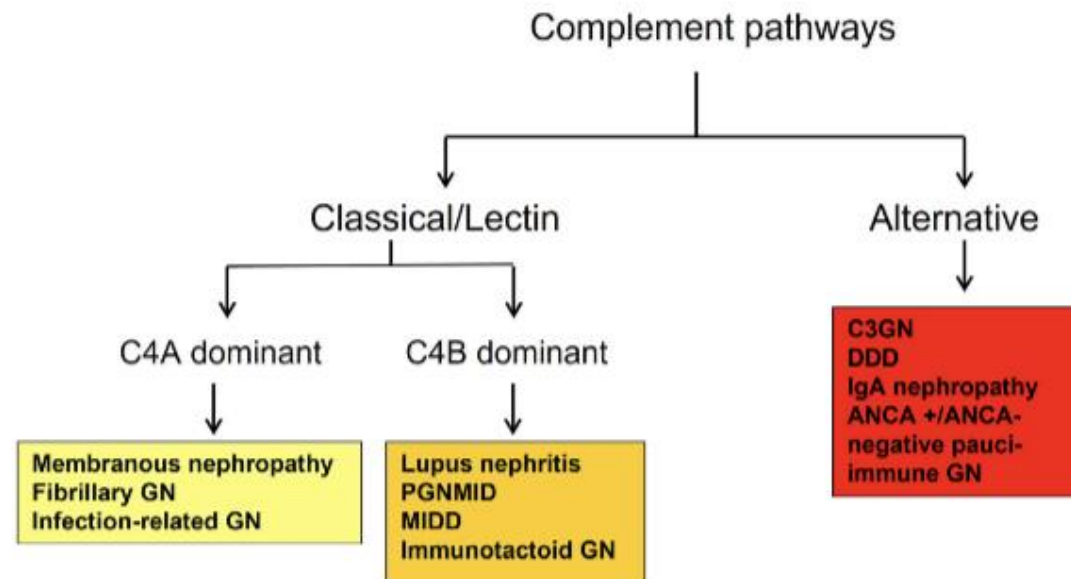 Complement pathways
Classical/Lectin
Alternative
C4A dominant
C4B dominant
Membranous nephropathy
Fibrillary GN
Infection-related GN
Lupus nephritis
PGNMID
MIDD
Immunotactoid GN
C3GN
DDD
IgA nephropathy
ANCA +/ANCA-
negative pauci-
immune GN